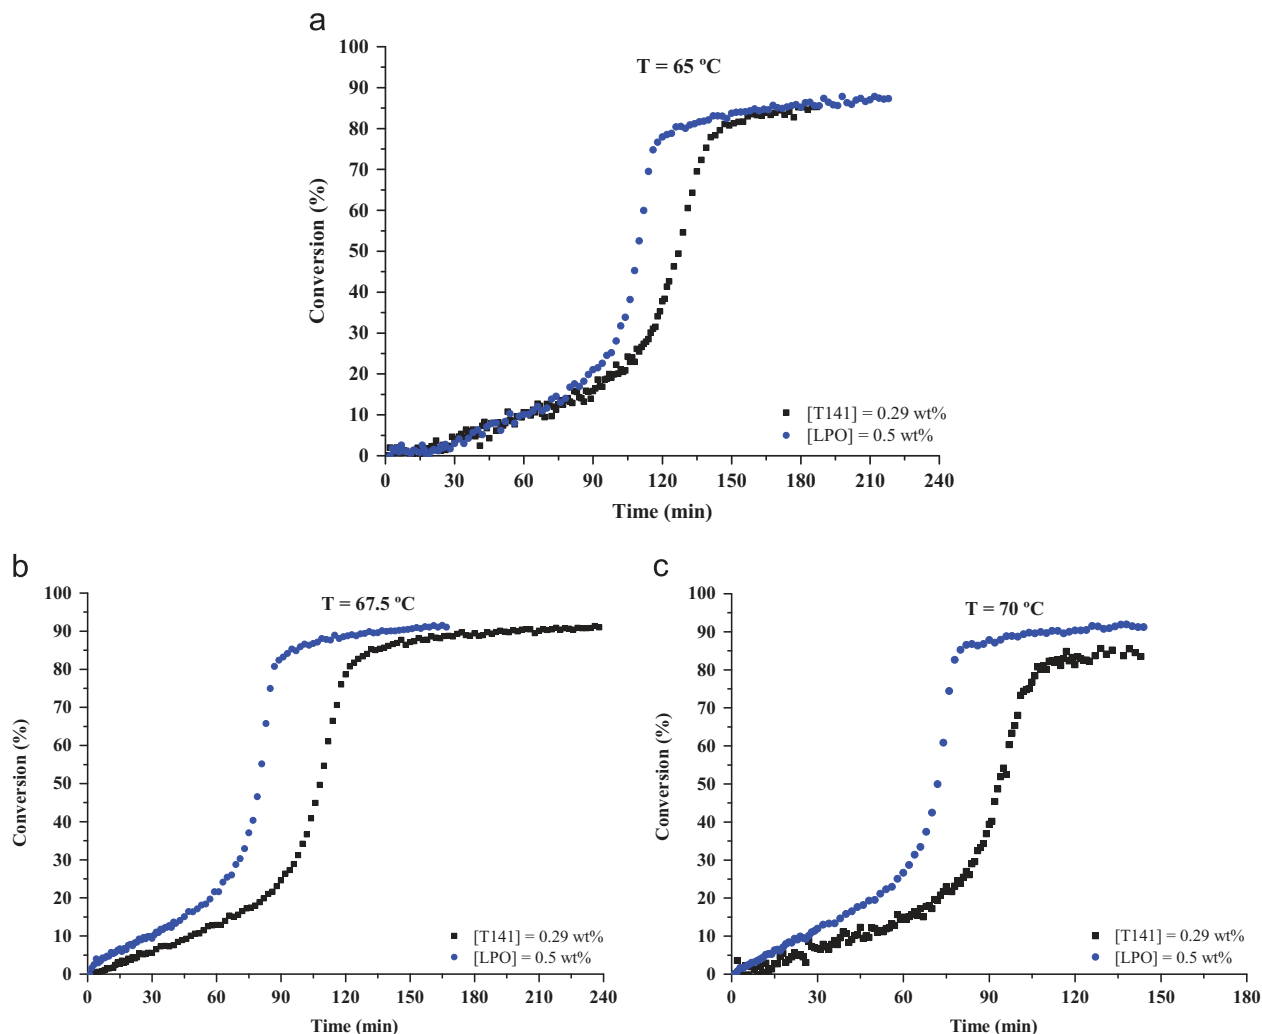 a
T = 65 ºC
100
90
80
70
60
50
40
30
20
10
0
Conversion (%)
[T141] = 0.29 wt%
[LPO] = 0.5 wt%
0 30 60 90 120 150 180 210 240
Time (min)
b
T = 67.5 ºC
100
90
80
70
60
50
40
30
20
10
0
Conversion (%)
[T141] = 0.29 wt%
[LPO] = 0.5 wt%
0 30 60 90 120 150 180 210 240
Time (min)
c
T = 70 ºC
100
90
80
70
60
50
40
30
20
10
0
Conversion (%)
[T141] = 0.29 wt%
[LPO] = 0.5 wt%
0 30 60 90 120 150 180
Time (min)